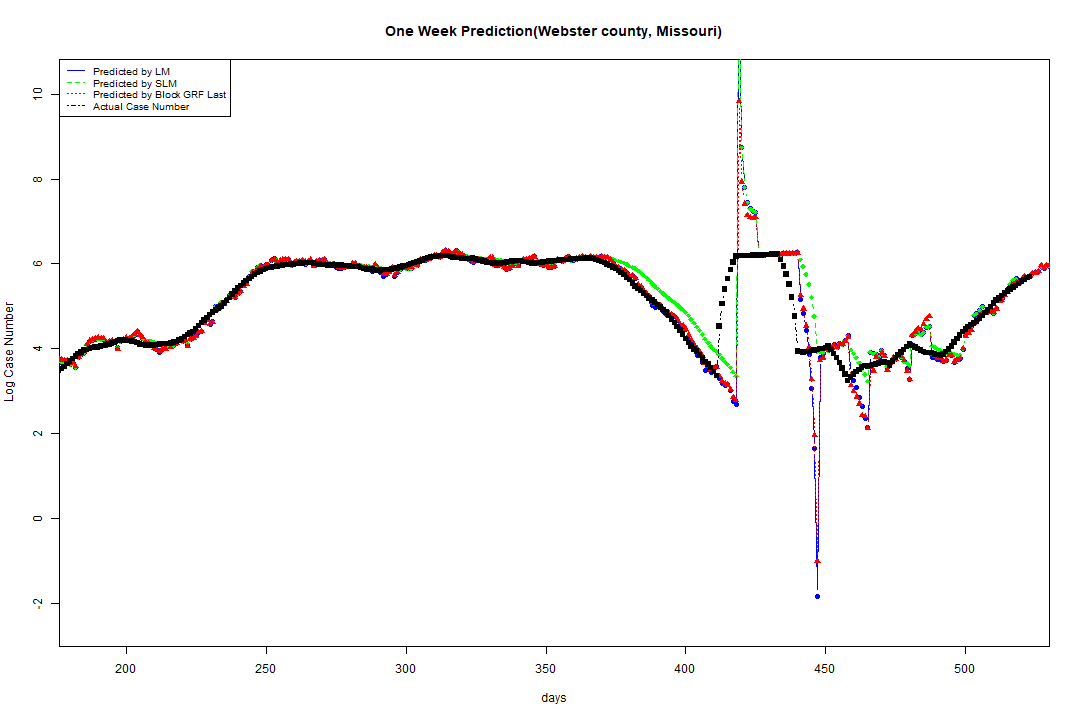 One Week Prediction(Webster county, Missouri)
Predicted by LM
Predicted by SLM
Predicted by Block GRF Last
Actual Case Number
Log Case Number
10
8
6
4
2
0
-2
200 250 300 350 400 450 500
days